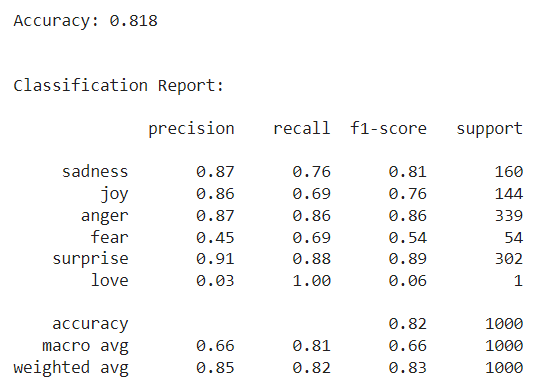 Accuracy: 0.818
Classification Report:
precision recall f1-score support
sadness 0.87 0.76 0.81 160
joy 0.86 0.69 0.76 144
anger 0.87 0.86 0.86 339
fear 0.45 0.69 0.54 54
surprise 0.91 0.88 0.89 302
love 0.03 1.00 0.06 1
accuracy 0.82 1000
macro avg 0.66 0.81 0.66 1000
weighted avg 0.85 0.82 0.83 1000